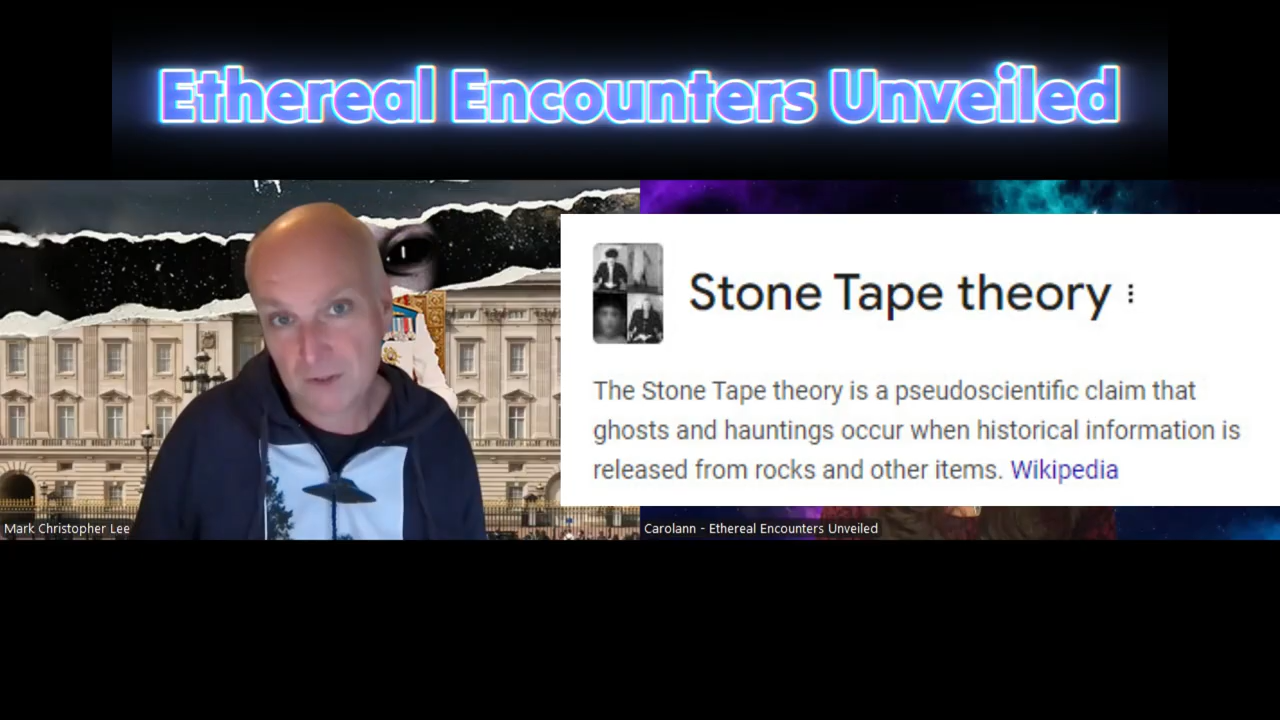 Ethereal Encounters Unveiled
Stone Tape theory
The Stone Tape theory is a pseudoscientific claim that
ghosts and hauntings occur when historical information is
released from rocks and other items. Wikipedia
Mark Christopher Lee
Carolann - Ethereal Encounters Unveiled